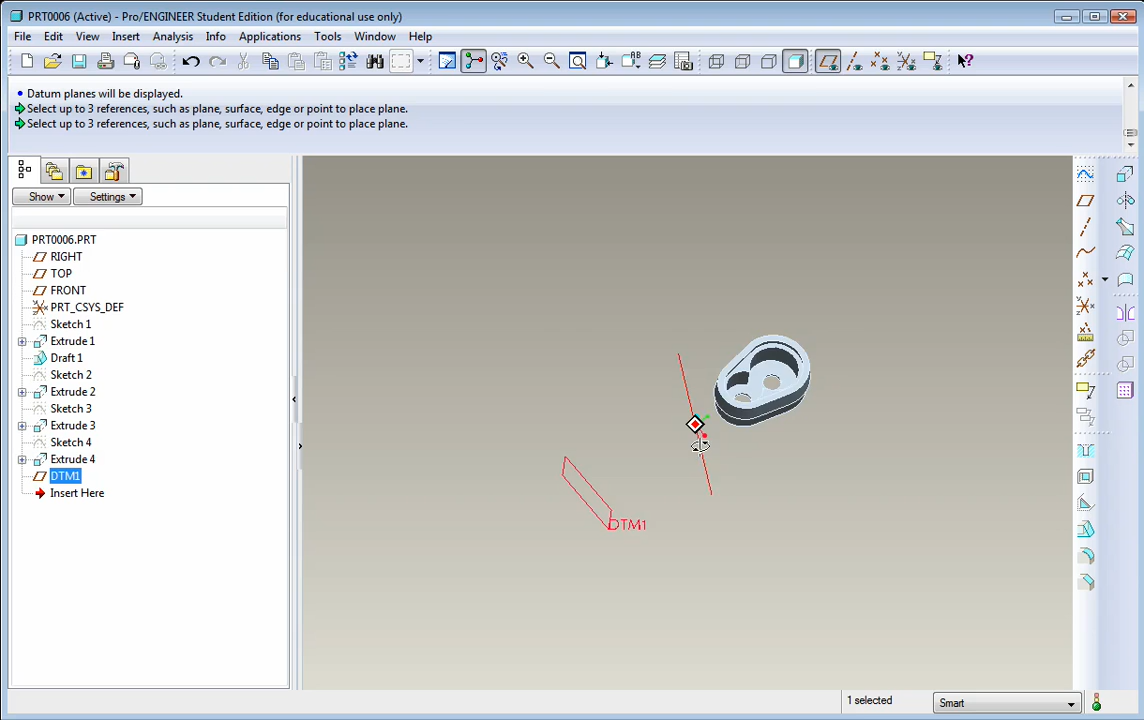 PRT0006 (Active) - Pro/ENGINEER Student Edition (for educational use only)
File Edit View Insert Analysis Info Applications Tools Window Help
Datum planes will be displayed.
Select up to 3 references, such as plane, surface, edge or point to place plane.
Select up to 3 references, such as plane, surface, edge or point to place plane.
Show Settings
PRT0006.PRT
RIGHT
TOP
FRONT
PRT_CSYS_DEF
Sketch 1
Extrude 1
Draft 1
Sketch 2
Extrude 2
Sketch 3
Extrude 3
Sketch 4
Extrude 4
DTM1
Insert Here
DTM1
1 selected Smart